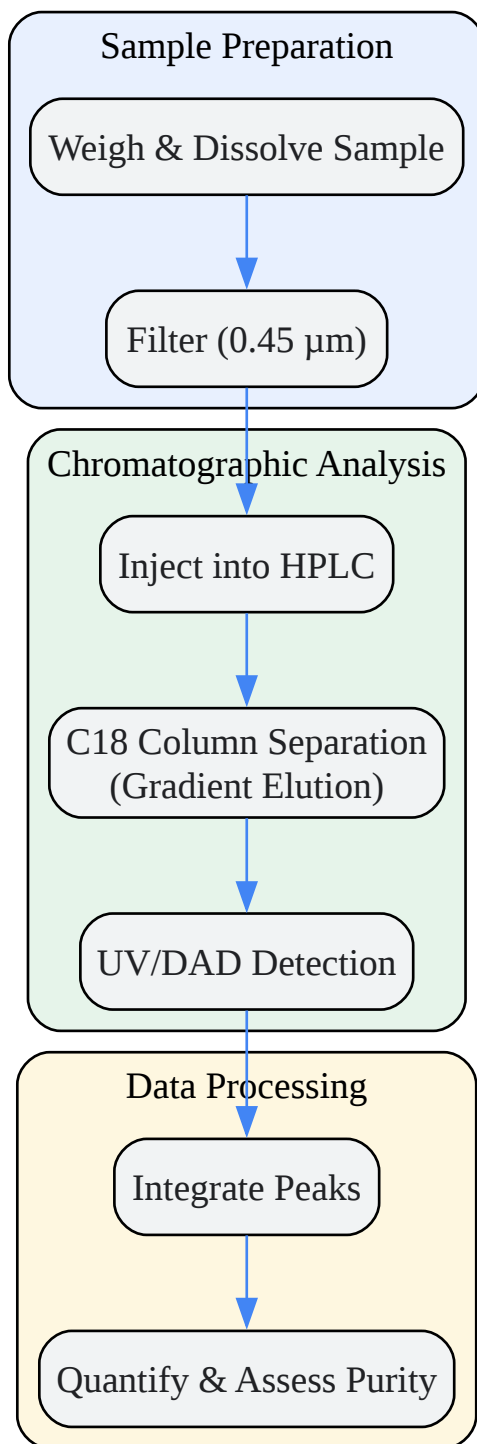 Sample Preparation
Weigh & Dissolve Sample
Filter (0.45 µm)
Chromatographic Analysis
Inject into HPLC
C18 Column Separation
(Gradient Elution)
UV/DAD Detection
Data Processing
Integrate Peaks
Quantify & Assess Purity